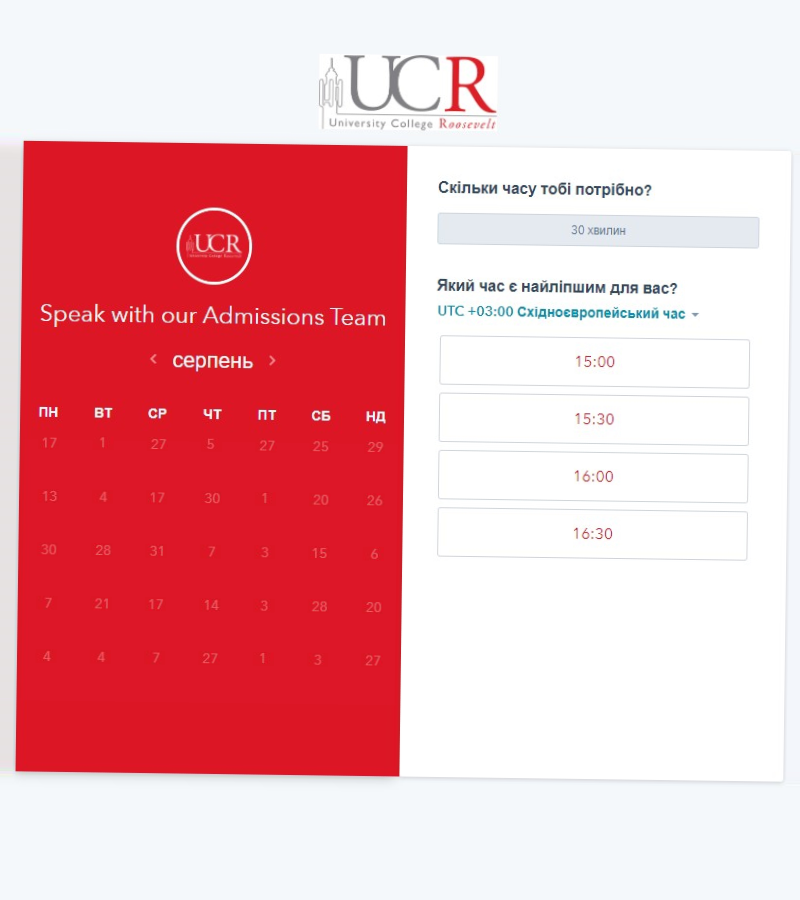 UCR
University College Roosevelt
UCR
University College Roosevelt
Speak with our Admissions Team
серпень
ПН ВТ СР ЧТ ПТ СБ НД
17 1 27 5 27 25 29
13 4 17 30 1 20 26
30 28 31 7 3 15 6
7 21 17 14 3 28 20
4 4 7 27 1 3 27
Скільки часу тобі потрібно?
30 хвилин
Який час є найліпшим для вас?
UTC +03:00 Східноєвропейський час
15:00
15:30
16:00
16:30